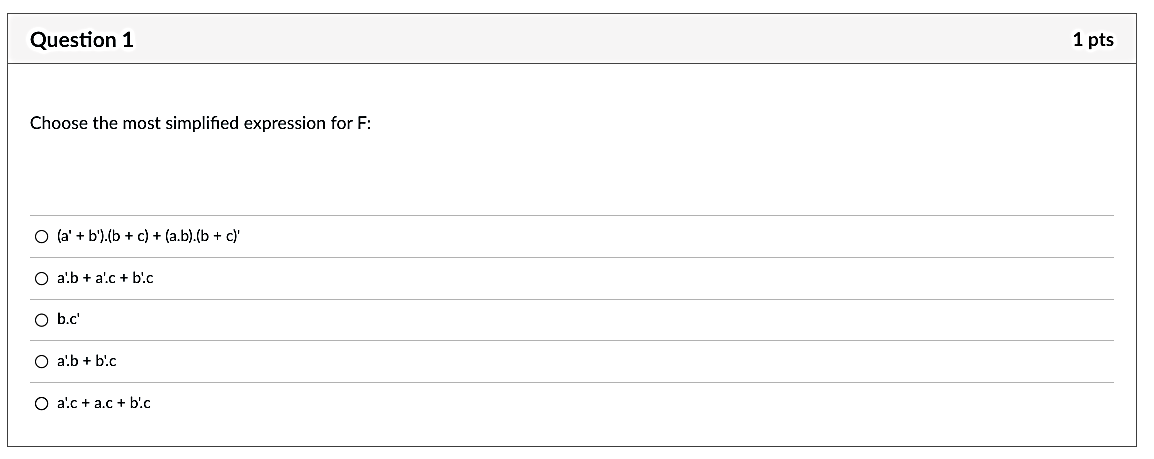 Question 1
1 pts
Choose the most simplified expression for F:
(a' + b').(b + c) + (a.b).(b + c)'
a'.b + a'.c + b'.c
b.c'
a'.b + b'.c
a'.c + a.c + b'.c